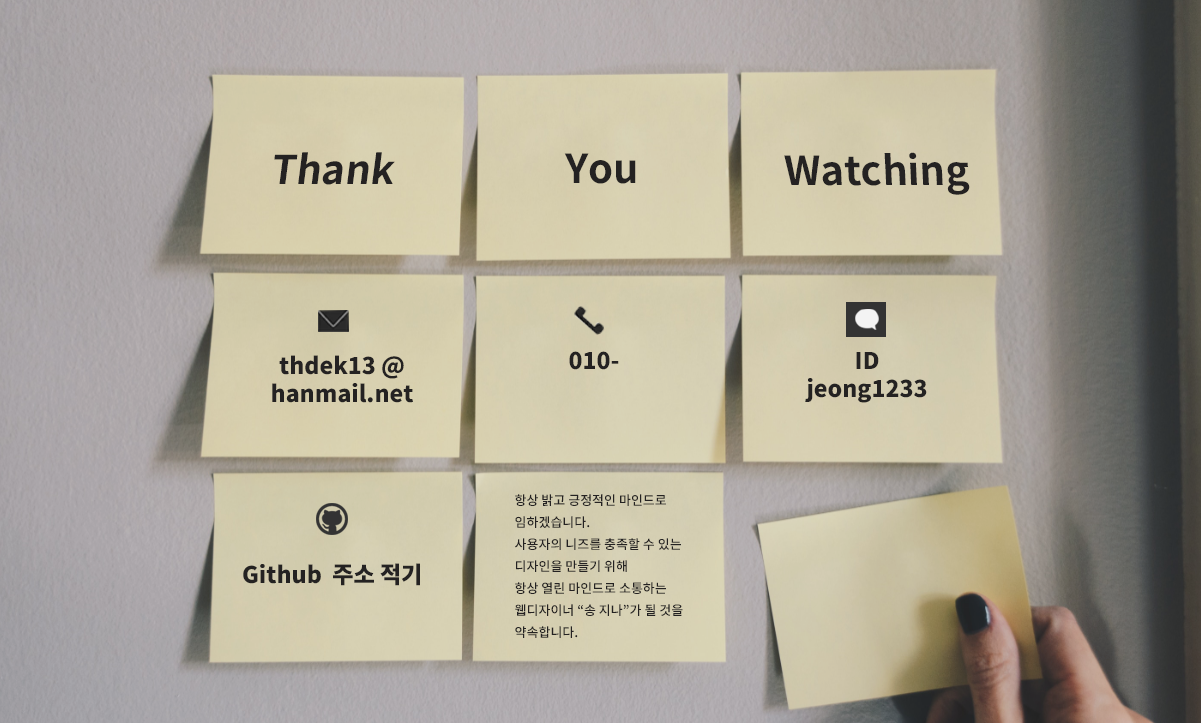 Thank
You
Watching
thdek13 @
hanmail.net
010-
ID
jeong1233
Github 주소 적기
항상 밝고 긍정적인 마인드로
임하겠습니다.
사용자의 니즈를 충족할 수 있는
디자인을 만들기 위해
항상 열린 마인드로 소통하는
웹디자이너 “송 지나”가 될 것을
약속합니다.